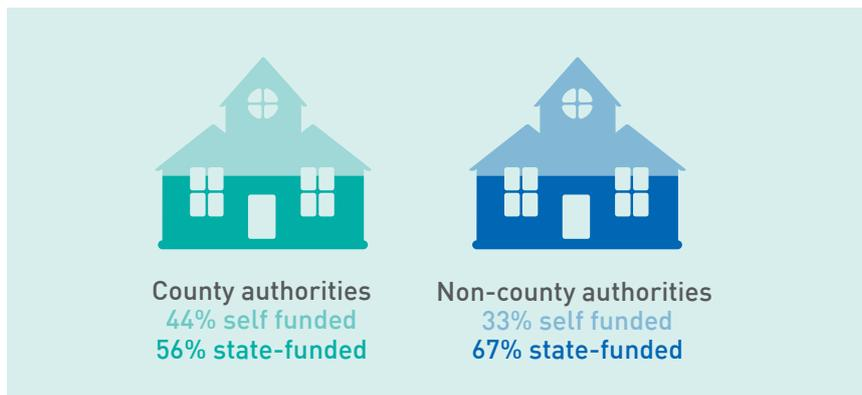 County authorities
44% self funded
56% state-funded
Non-county authorities
33% self funded
67% state-funded